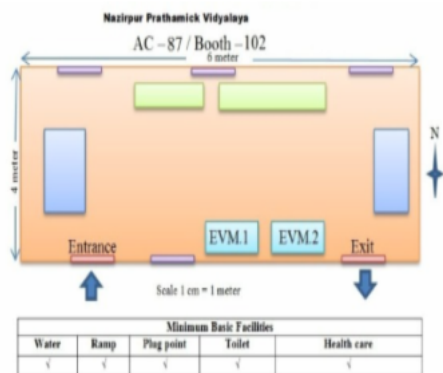 Nazirpur Prathamick Vidyalaya
AC – 87 / Booth –102
6 meter
4 meter
N
EVM.1 EVM.2
Entrance Exit
Scale 1 cm = 1 meter
Minimum Basic Facilities
Water Ramp Plug point Toilet Health care
√ √ √ √ √